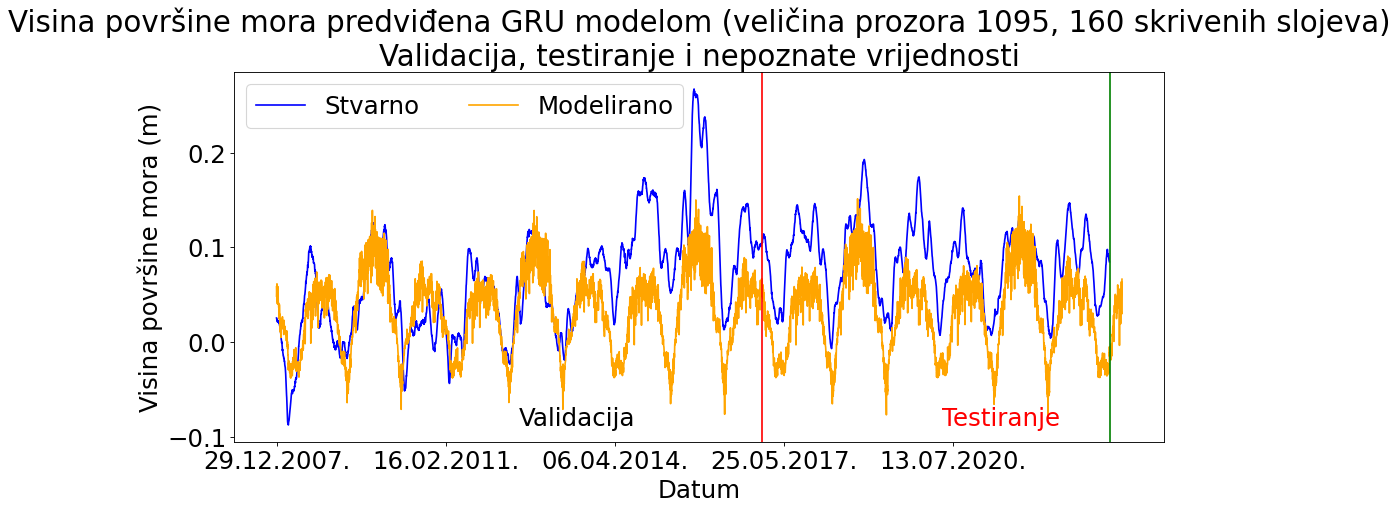 Visina površine mora predviđena GRU modelom (veličina prozora 1095, 160 skrivenih slojeva)
Validacija, testiranje i nepoznate vrijednosti
Stvarno Modelirano
Visina površine mora (m)
0.2
0.1
0.0
−0.1
Validacija
Testiranje
29.12.2007. 16.02.2011. 06.04.2014. 25.05.2017. 13.07.2020.
Datum